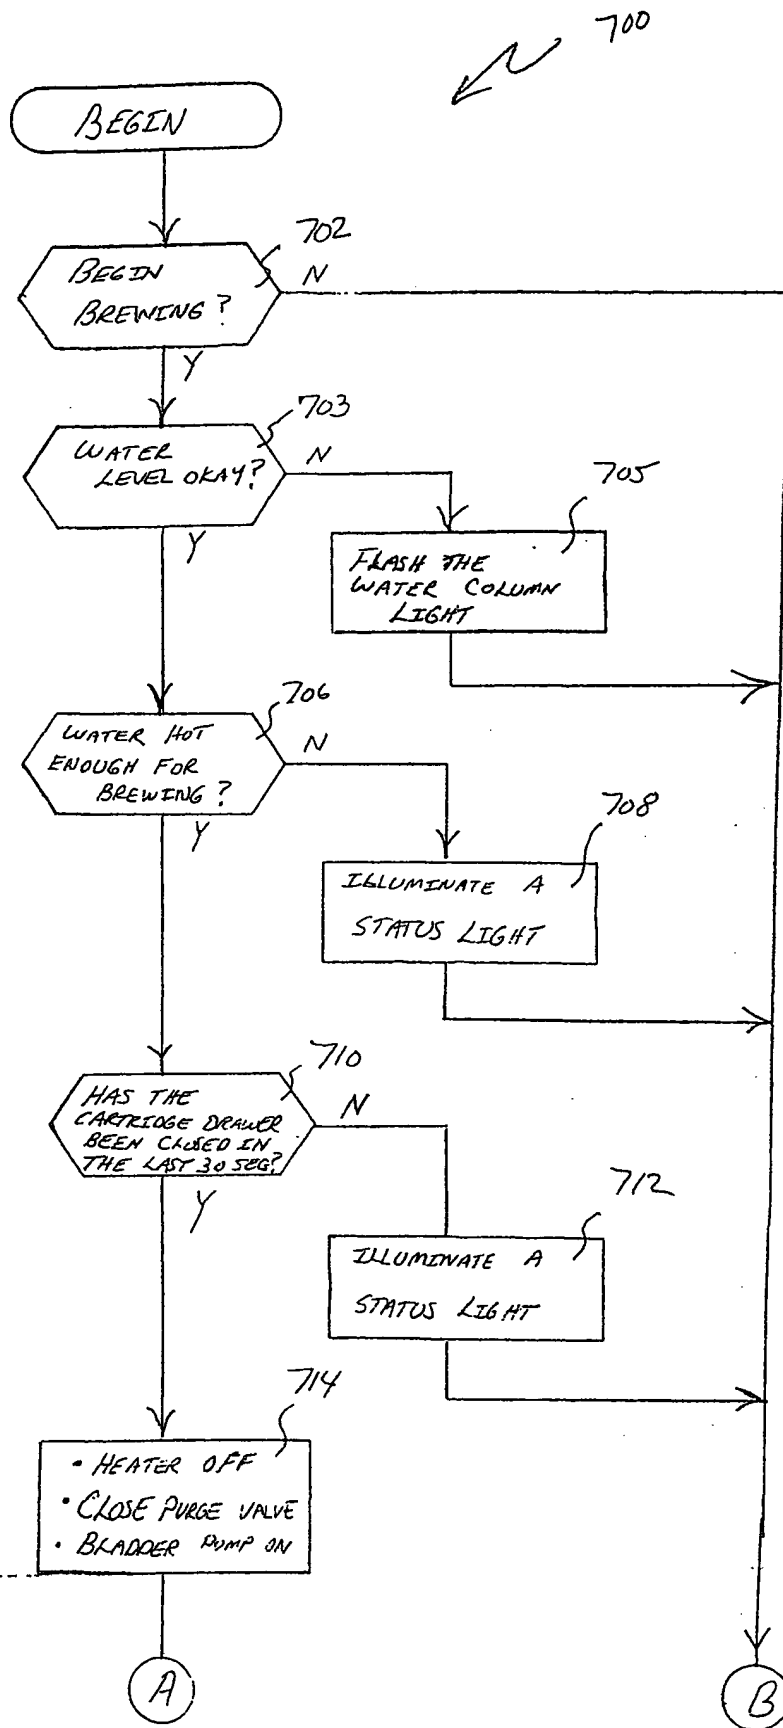 700
BEGIN
702
BEGIN
BREWING?
N
Y
703
WATER
LEVEL OKAY?
N
Y
705
FLASH THE
WATER COLUMN
LIGHT
706
WATER HOT
ENOUGH FOR
BREWING?
N
Y
708
ILLUMINATE A
STATUS LIGHT
710
HAS THE
CARTRIDGE DRAWER
BEEN CLOSED IN
THE LAST 30 SEC?
N
Y
712
ILLUMINATE A
STATUS LIGHT
714
• HEATER OFF
• CLOSE PURGE VALVE
• BLADDER PUMP ON
A
B